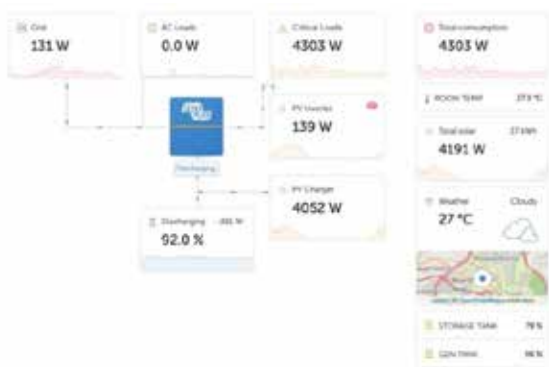 Grid
131 W
AC Loads
0.0 W
Critical Loads
4303 W
PV Inverter
139 W
Discharging
92.0 %
PV Charger
4052 W
Total consumption
4303 W
ROOM TEMP
Total solar
4191 W
Weather
Cloudy
27 °C
STORAGE TANK
GEN TANK